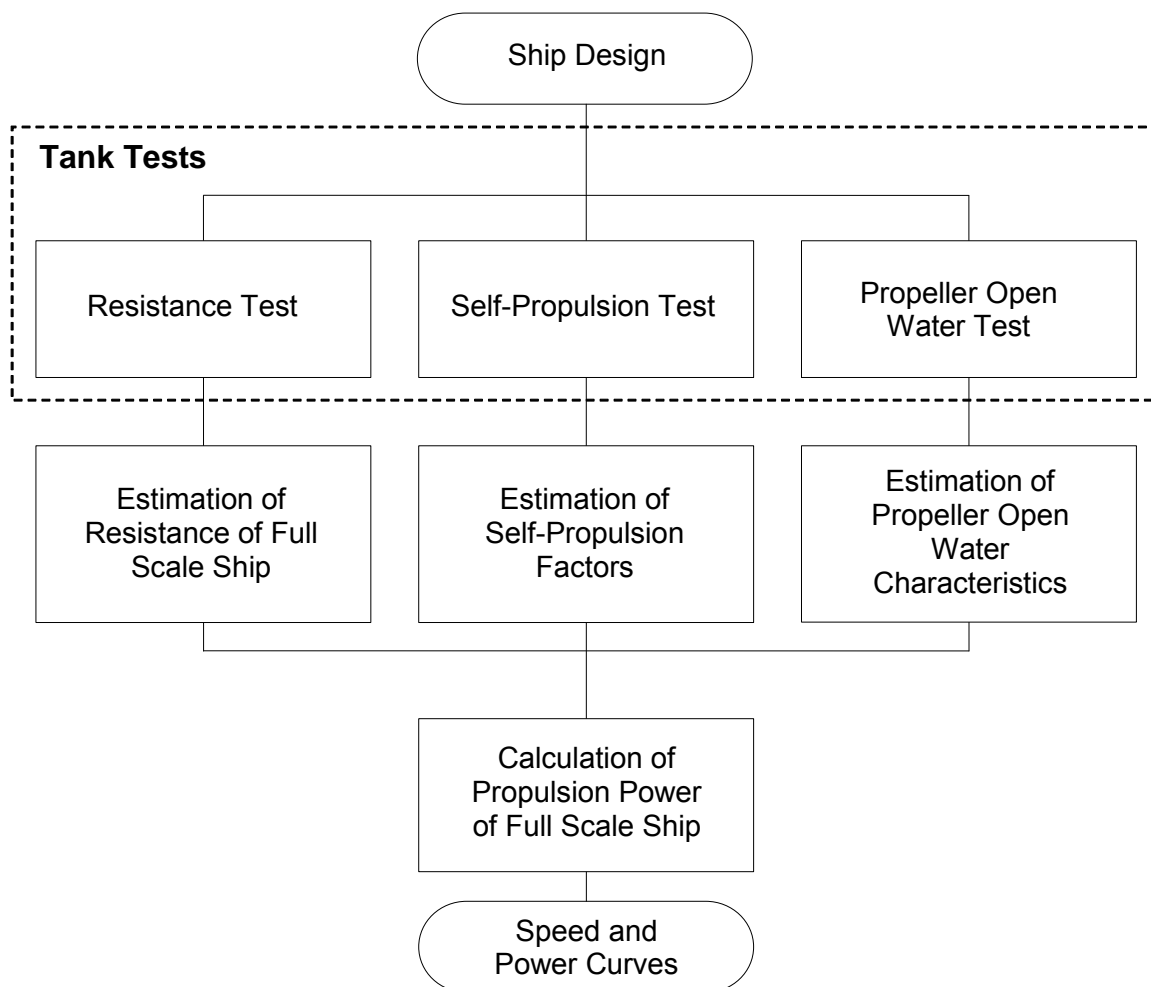 Ship Design
Tank Tests
Resistance Test
Self-Propulsion Test
Propeller Open
Water Test
Estimation of
Resistance of Full
Scale Ship
Estimation of
Self-Propulsion
Factors
Estimation of
Propeller Open
Water
Characteristics
Calculation of
Propulsion Power
of Full Scale Ship
Speed and
Power Curves